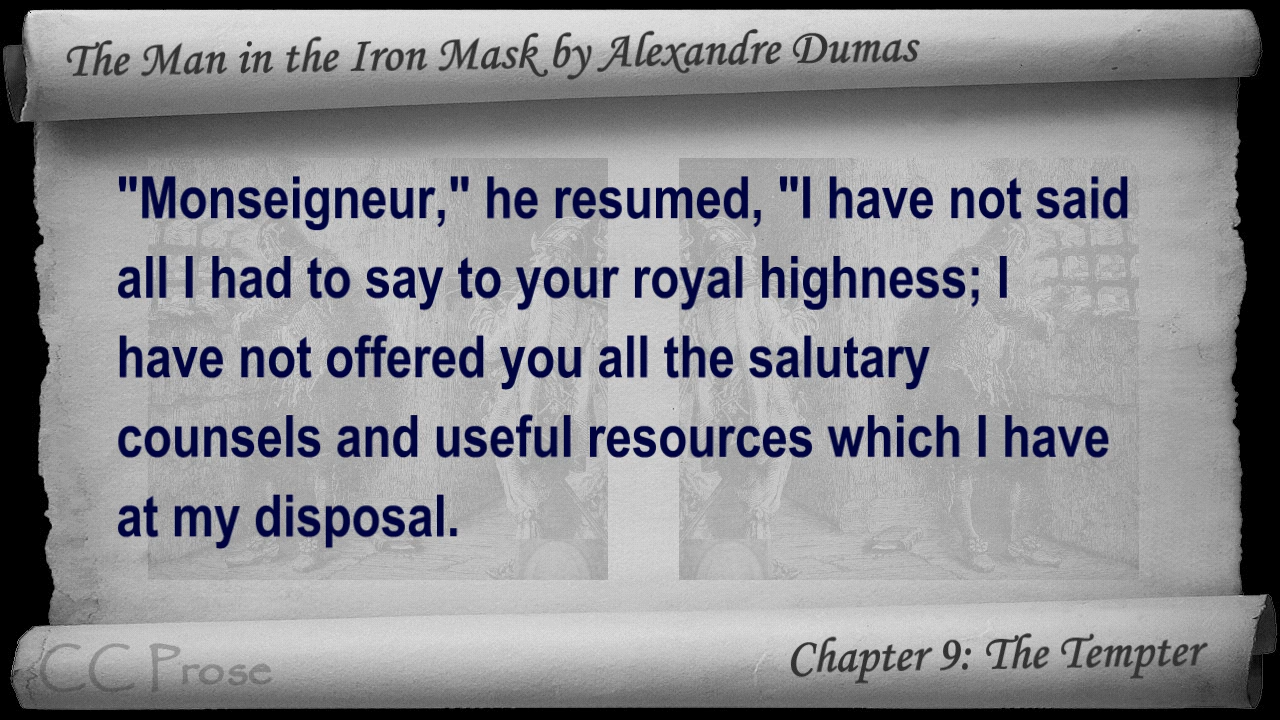 The Man in the Iron Mask by Alexandre Dumas
"Monseigneur," he resumed, "I have not said
all I had to say to your royal highness; I
have not offered you all the salutary
counsels and useful resources which I have
at my disposal.
CC Prose
Chapter 9: The Tempter